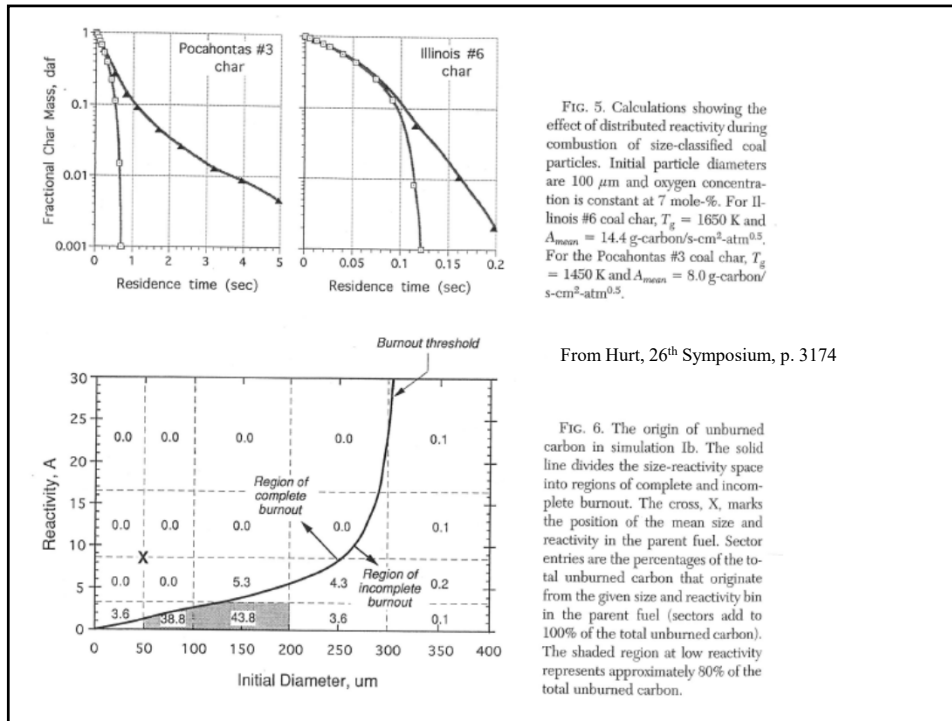 Pocahontas #3
char
Fractional Char Mass, daf
1
0.1
0.01
0.001
0 1 2 3 4 5
Residence time (sec)
Illinois #6
char
0 0.05 0.1 0.15 0.2
Residence time (sec)
FIG. 5. Calculations showing the
effect of distributed reactivity during
combustion of size-classified coal
particles. Initial particle diameters
are 100 μm and oxygen concentra-
tion is constant at 7 mole-%. For Il-
linois #6 coal char, Tg = 1650 K and
Amean = 14.4 g-carbon/s-cm²-atm⁰·⁵.
For the Pocahontas #3 coal char, Tg
= 1450 K and Amean = 8.0 g-carbon/
s-cm²-atm⁰·⁵.
From Hurt, 26th Symposium, p. 3174
Burnout threshold
Reactivity, A
30
25
20
15
10
5
0
0.0 0.0 0.0 0.0 0.1
Region of
complete
burnout
0.0 0.0 0.0 0.0 0.1
X
Region of
incomplete
burnout
0.0 0.0 5.3 4.3 0.2
3.6 38.8 43.8 3.6 0.1
0 50 100 150 200 250 300 350 400
Initial Diameter, um
FIG. 6. The origin of unburned
carbon in simulation Ib. The solid
line divides the size-reactivity space
into regions of complete and incom-
plete burnout. The cross, X, marks
the position of the mean size and
reactivity in the parent fuel. Sector
entries are the percentages of the to-
tal unburned carbon that originate
from the given size and reactivity bin
in the parent fuel (sectors add to
100% of the total unburned carbon).
The shaded region at low reactivity
represents approximately 80% of the
total unburned carbon.